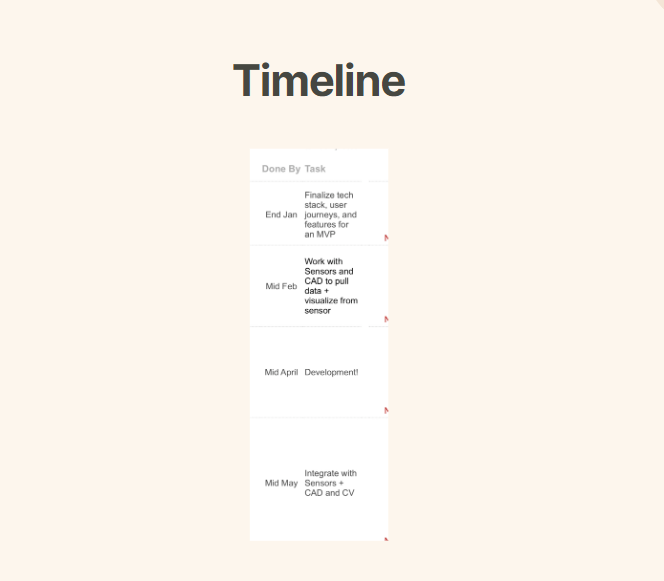 Timeline
Done By Task
End Jan
Finalize tech
stack, user
journeys, and
features for
an MVP
Mid Feb
Work with
Sensors and
CAD to pull
data +
visualize from
sensor
Mid April
Development!
Mid May
Integrate with
Sensors +
CAD and CV